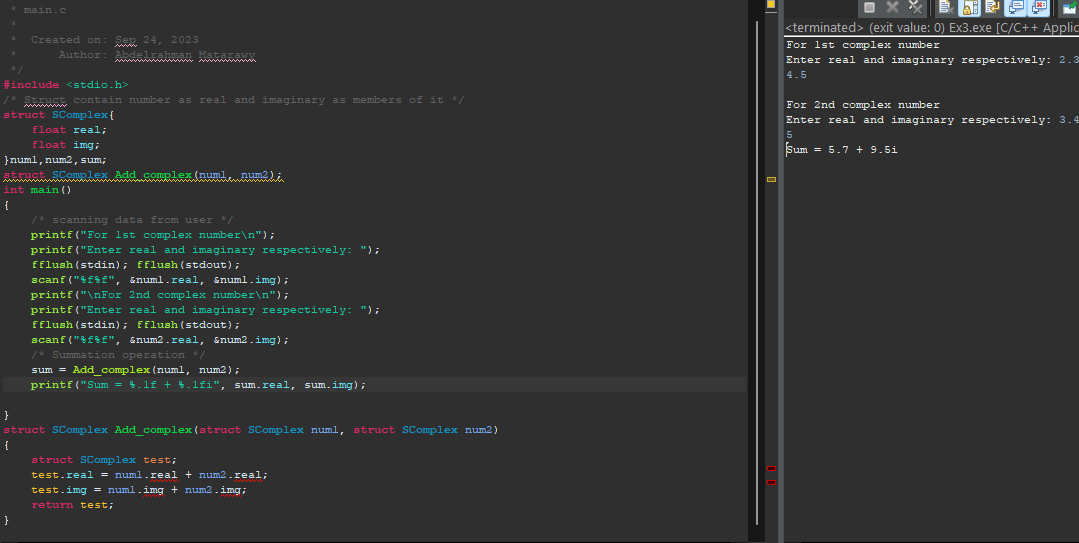 * main.c
*
*  Created on: Sep 24, 2023
*      Author: Abdelrahman Matarawy
*/
#include <stdio.h>
/* Struct contain number as real and imaginary as members of it */
struct SComplex{
    float real;
    float img;
}num1,num2,sum;
struct SComplex Add_complex(num1, num2);
int main()
{
    /* scanning data from user */
    printf("For 1st complex number\n");
    printf("Enter real and imaginary respectively: ");
    fflush(stdin); fflush(stdout);
    scanf("%f%f", &num1.real, &num1.img);
    printf("\nFor 2nd complex number\n");
    printf("Enter real and imaginary respectively: ");
    fflush(stdin); fflush(stdout);
    scanf("%f%f", &num2.real, &num2.img);
    /* Summation operation */
    sum = Add_complex(num1, num2);
    printf("Sum = %.1f + %.1fi", sum.real, sum.img);
}
struct SComplex Add_complex(struct SComplex num1, struct SComplex num2)
{
    struct SComplex test;
    test.real = num1.real + num2.real;
    test.img = num1.img + num2.img;
    return test;
}
<terminated> (exit value: 0) Ex3.exe [C/C++ Applic
For 1st complex number
Enter real and imaginary respectively: 2.3
4.5
For 2nd complex number
Enter real and imaginary respectively: 3.4
5
Sum = 5.7 + 9.5i